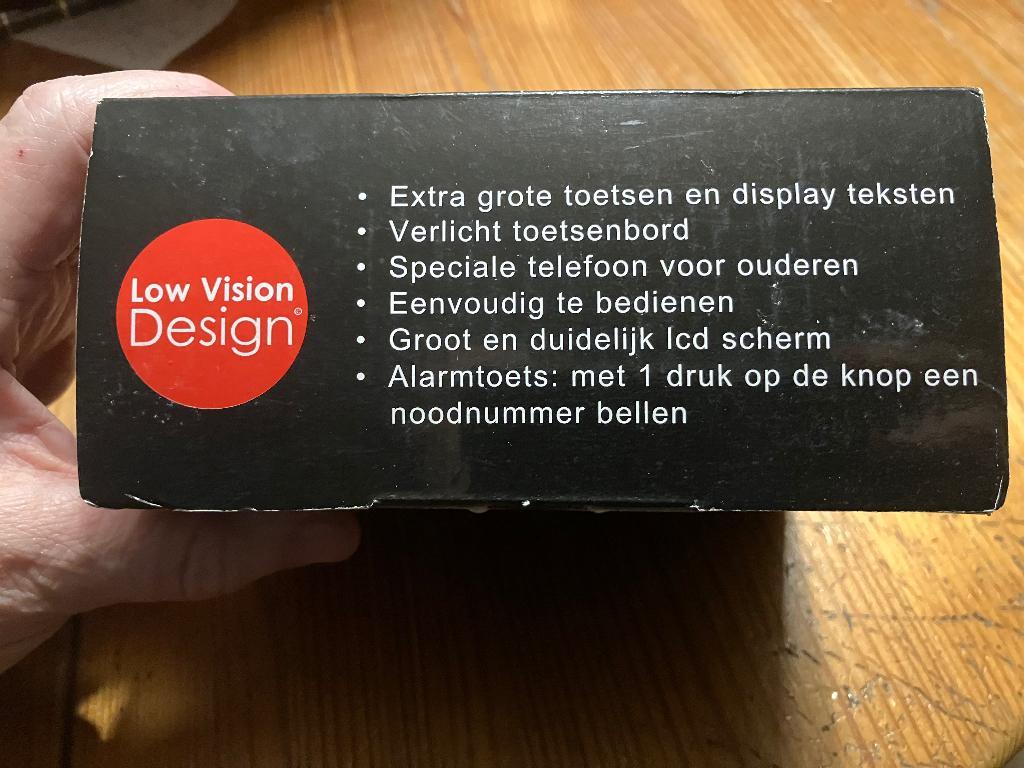 Low Vision
Design©
• Extra grote toetsen en display teksten
• Verlicht toetsenbord
• Speciale telefoon voor ouderen
• Eenvoudig te bedienen
• Groot en duidelijk lcd scherm
• Alarmtoets: met 1 druk op de knop een
noodnummer bellen